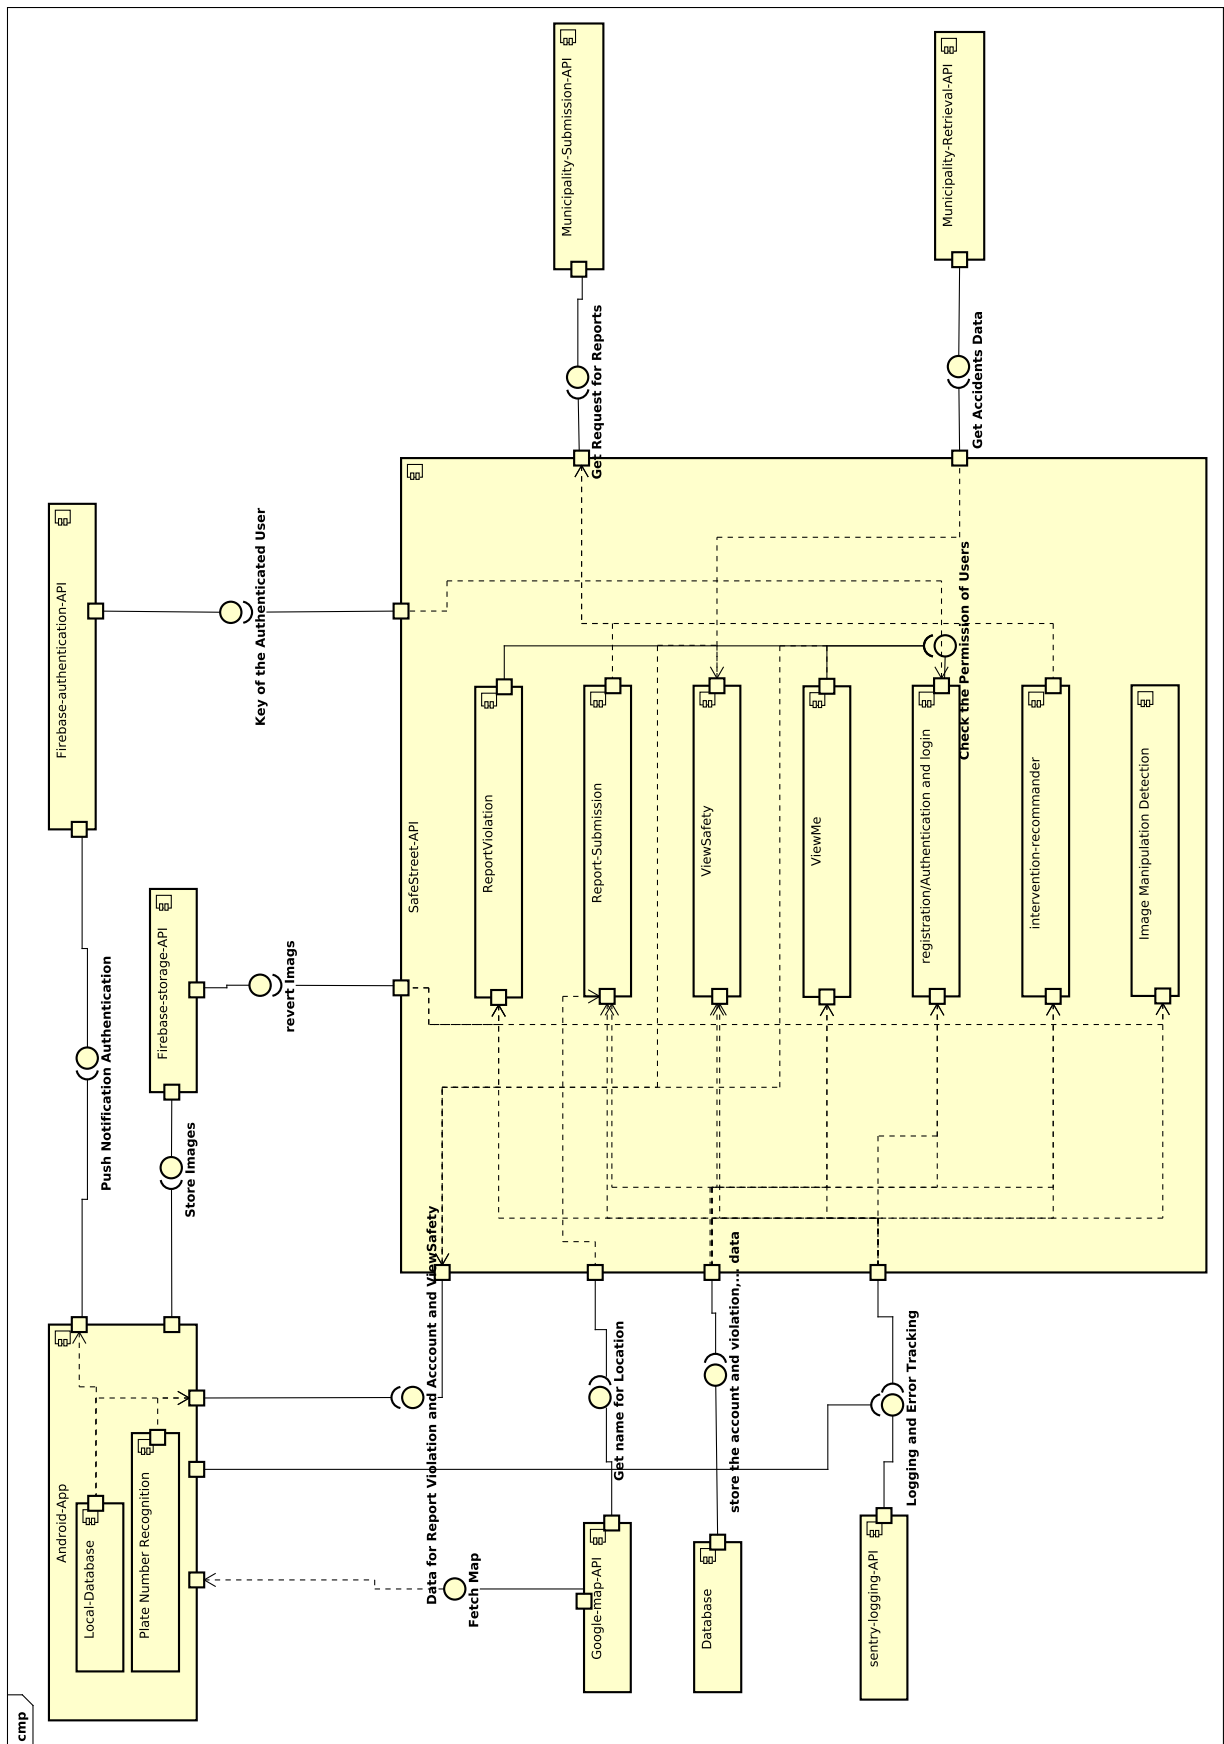 cmp
Android-App
Local-Database
Plate Number Recognition
Firebase-authentication-API
Push Notification Authentication
Firebase-storage-API
Store Images
revert Imags
Key of the Authenticated User
SafeStreet-API
ReportViolation
Report-Submission
ViewSafety
ViewMe
registration/Authentication and login
intervention-recommander
Image Manipulation Detection
Check the Permission of Users
Municipality-Submission-API
Get Request for Reports
Municipality-Retrieval-API
Get Accidents Data
Data for Report Violation and Acccount and ViewSafety
Fetch Map
Google-map-API
Get name for Location
Database
store the account and violation,... data
sentry-logging-API
Logging and Error Tracking